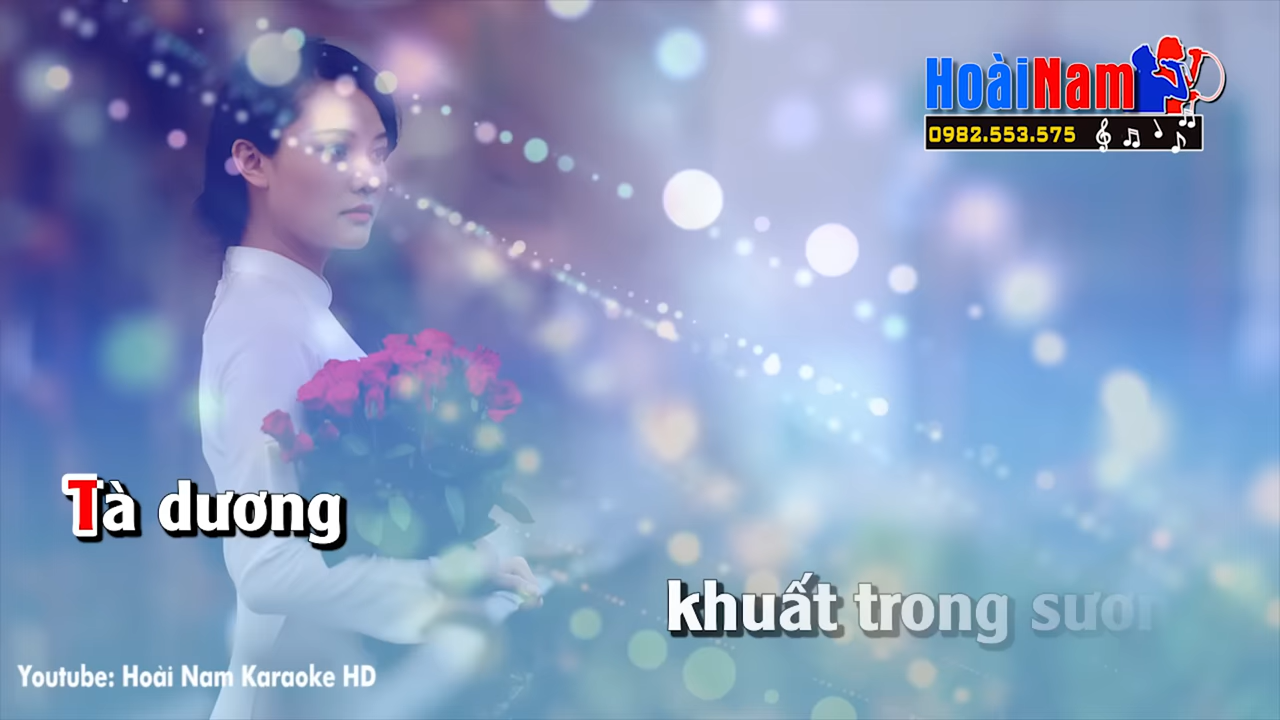 HoàiNam
0982.553.575
Tà dương
khuất trong
Youtube: Hoài Nam Karaoke HD